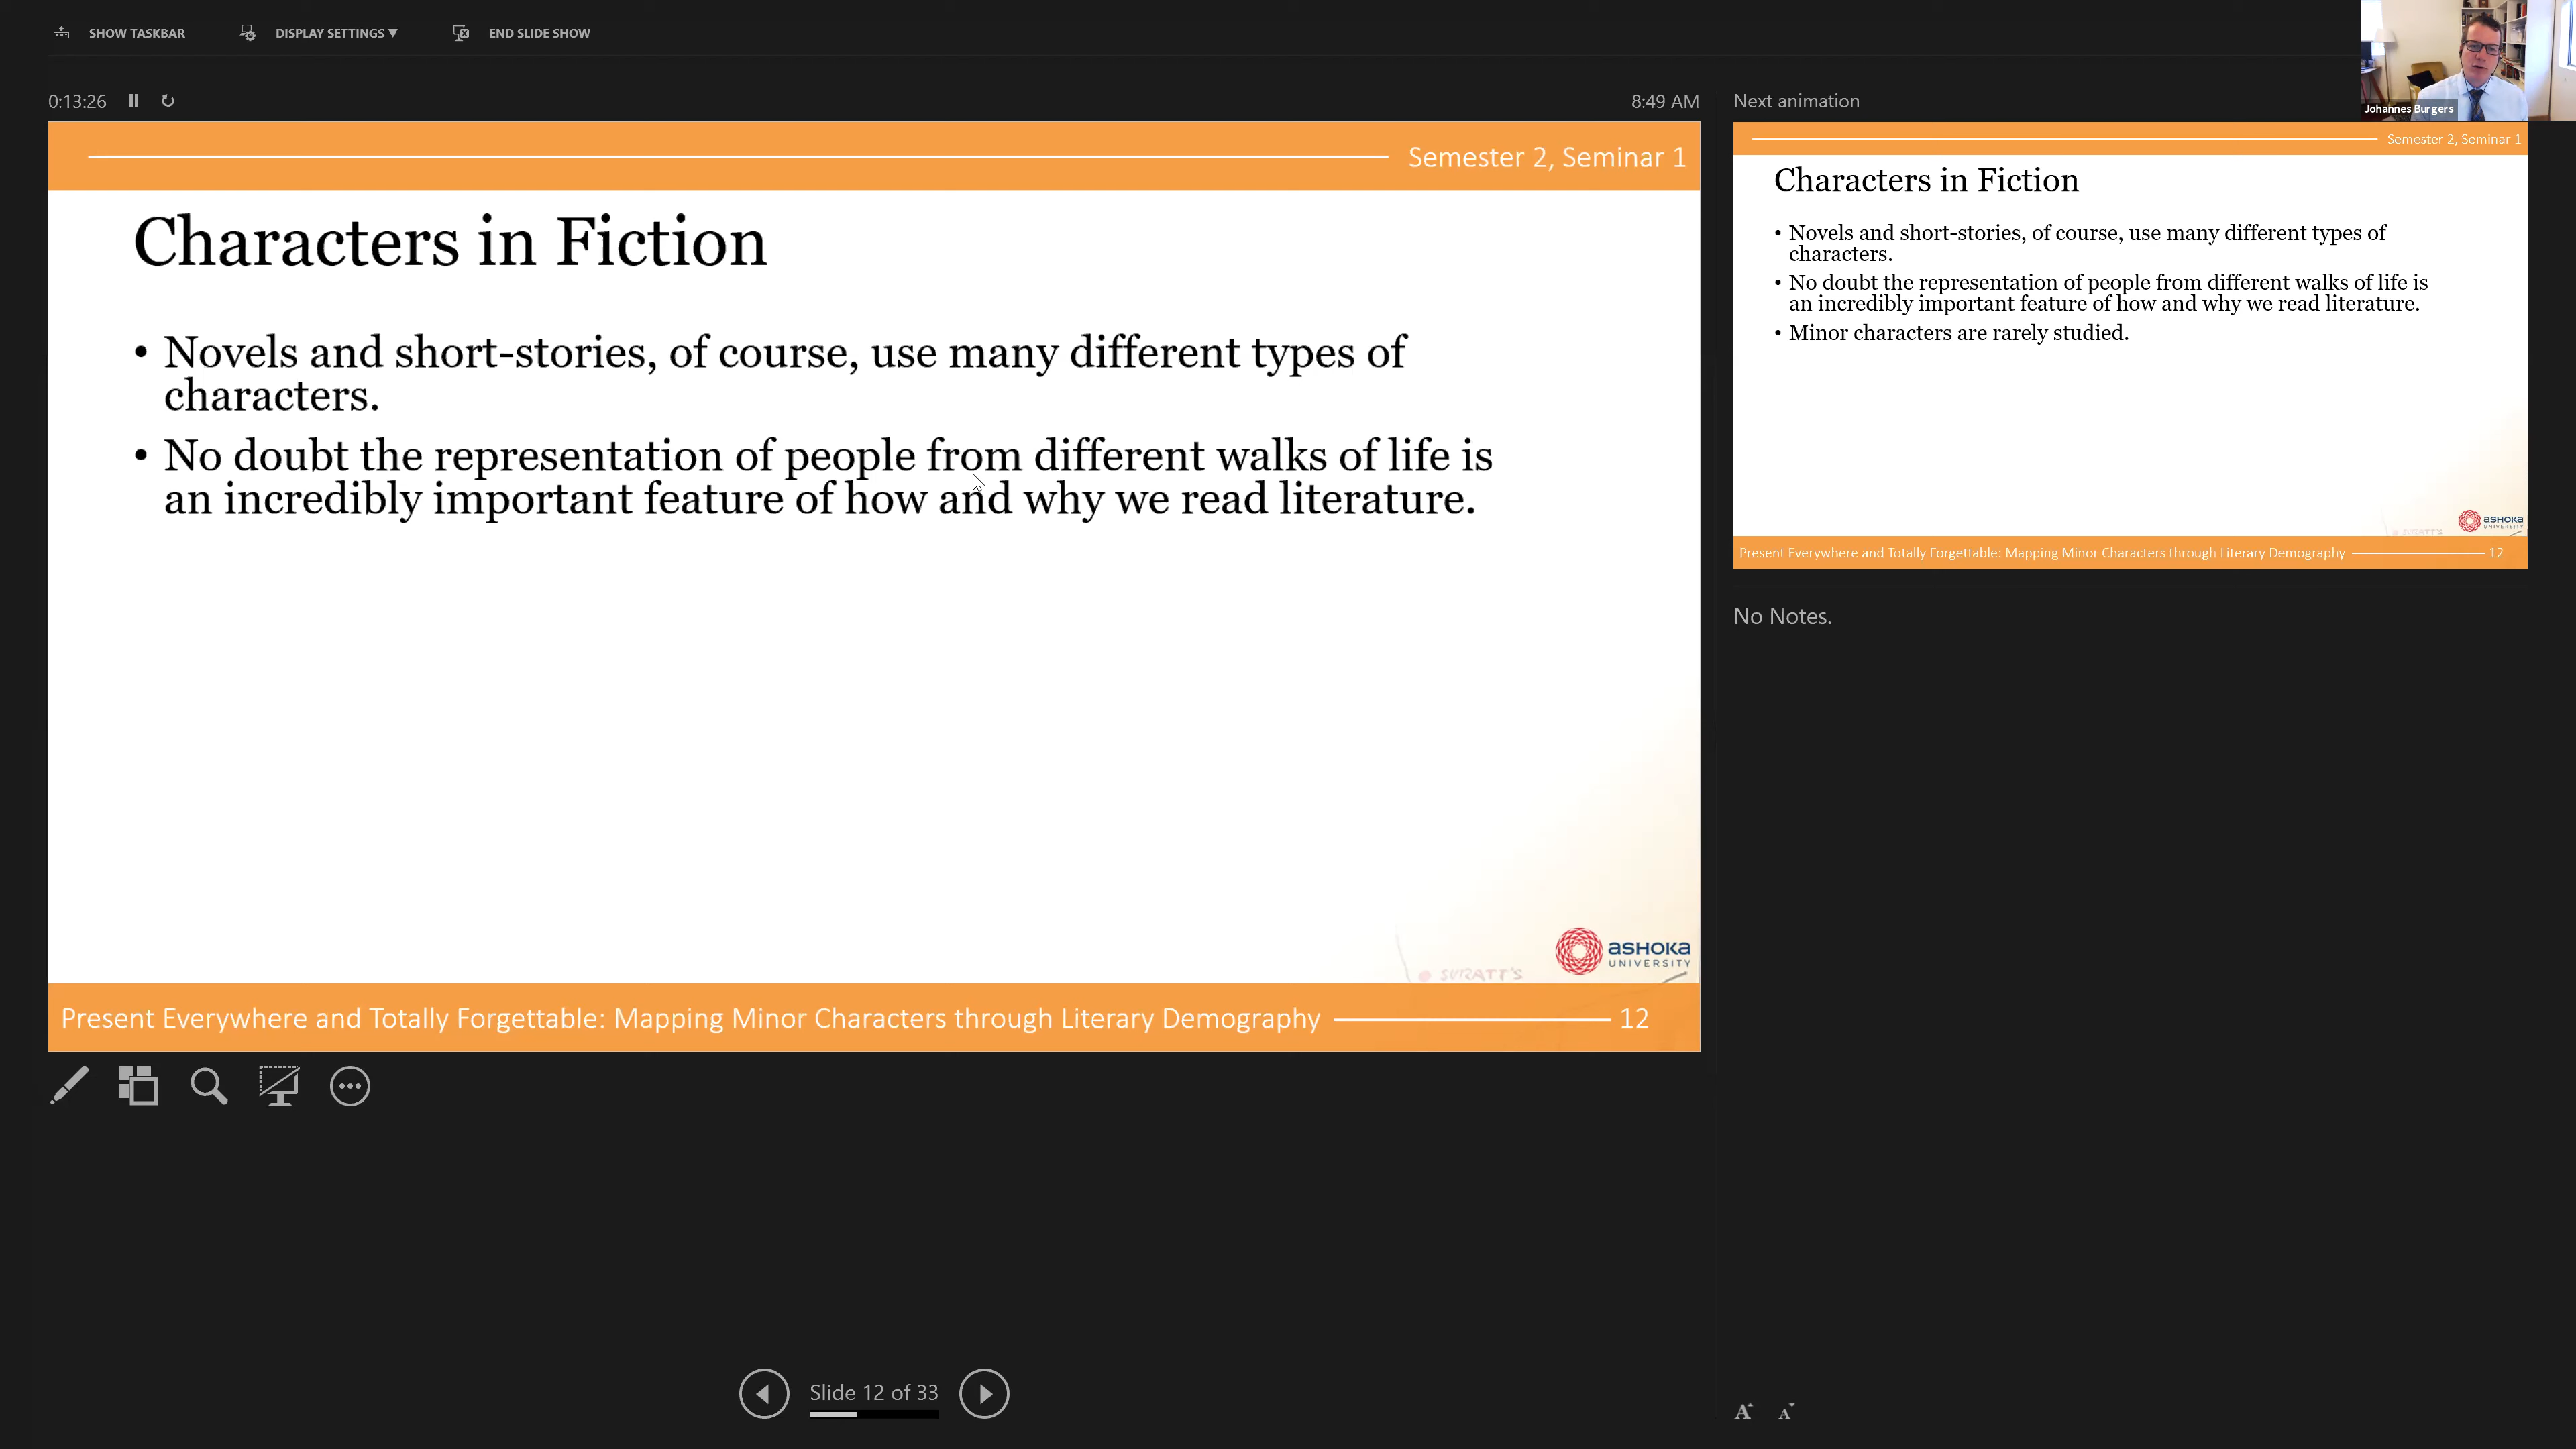 SHOW TASKBAR
DISPLAY SETTINGS ▼
END SLIDE SHOW
0:13:26
8:49 AM
Semester 2, Seminar 1
Characters in Fiction
• Novels and short-stories, of course, use many different types of
characters.
• No doubt the representation of people from different walks of life is
an incredibly important feature of how and why we read literature.
SURATT'S
ASHOKA
UNIVERSITY
Present Everywhere and Totally Forgettable: Mapping Minor Characters through Literary Demography
12
Slide 12 of 33
Next animation
Johannes Burgers
Semester 2, Seminar 1
Characters in Fiction
• Novels and short-stories, of course, use many different types of
characters.
• No doubt the representation of people from different walks of life is
an incredibly important feature of how and why we read literature.
• Minor characters are rarely studied.
SURATT'S
ASHOKA
UNIVERSITY
Present Everywhere and Totally Forgettable: Mapping Minor Characters through Literary Demography
12
No Notes.
A A